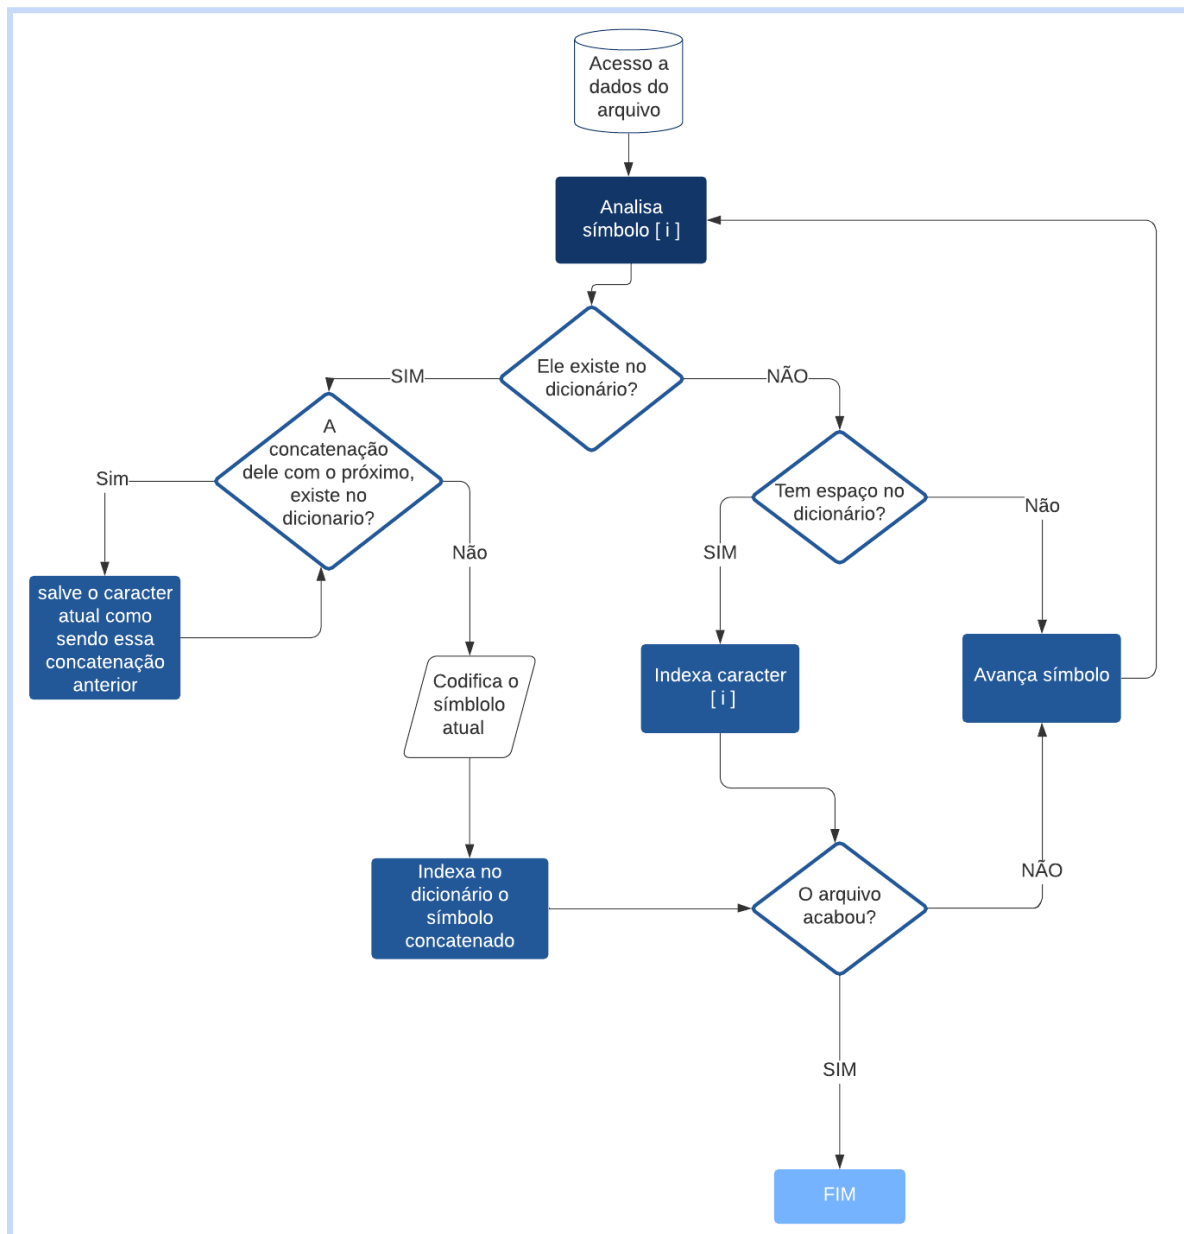 Acesso a
dados do
arquivo
Analisa
símbolo [ i ]
Ele existe no
dicionário?
SIM
NÃO
A
concatenação
dele com o próximo,
existe no
dicionario?
Sim
Não
Tem espaço no
dicionário?
SIM
Não
salve o caracter
atual como
sendo essa
concatenação
anterior
Codifica o
símblolo
atual
Indexa caracter
[ i ]
Avança símbolo
Indexa no
dicionário o
símbolo
concatenado
O arquivo
acabou?
NÃO
SIM
FIM